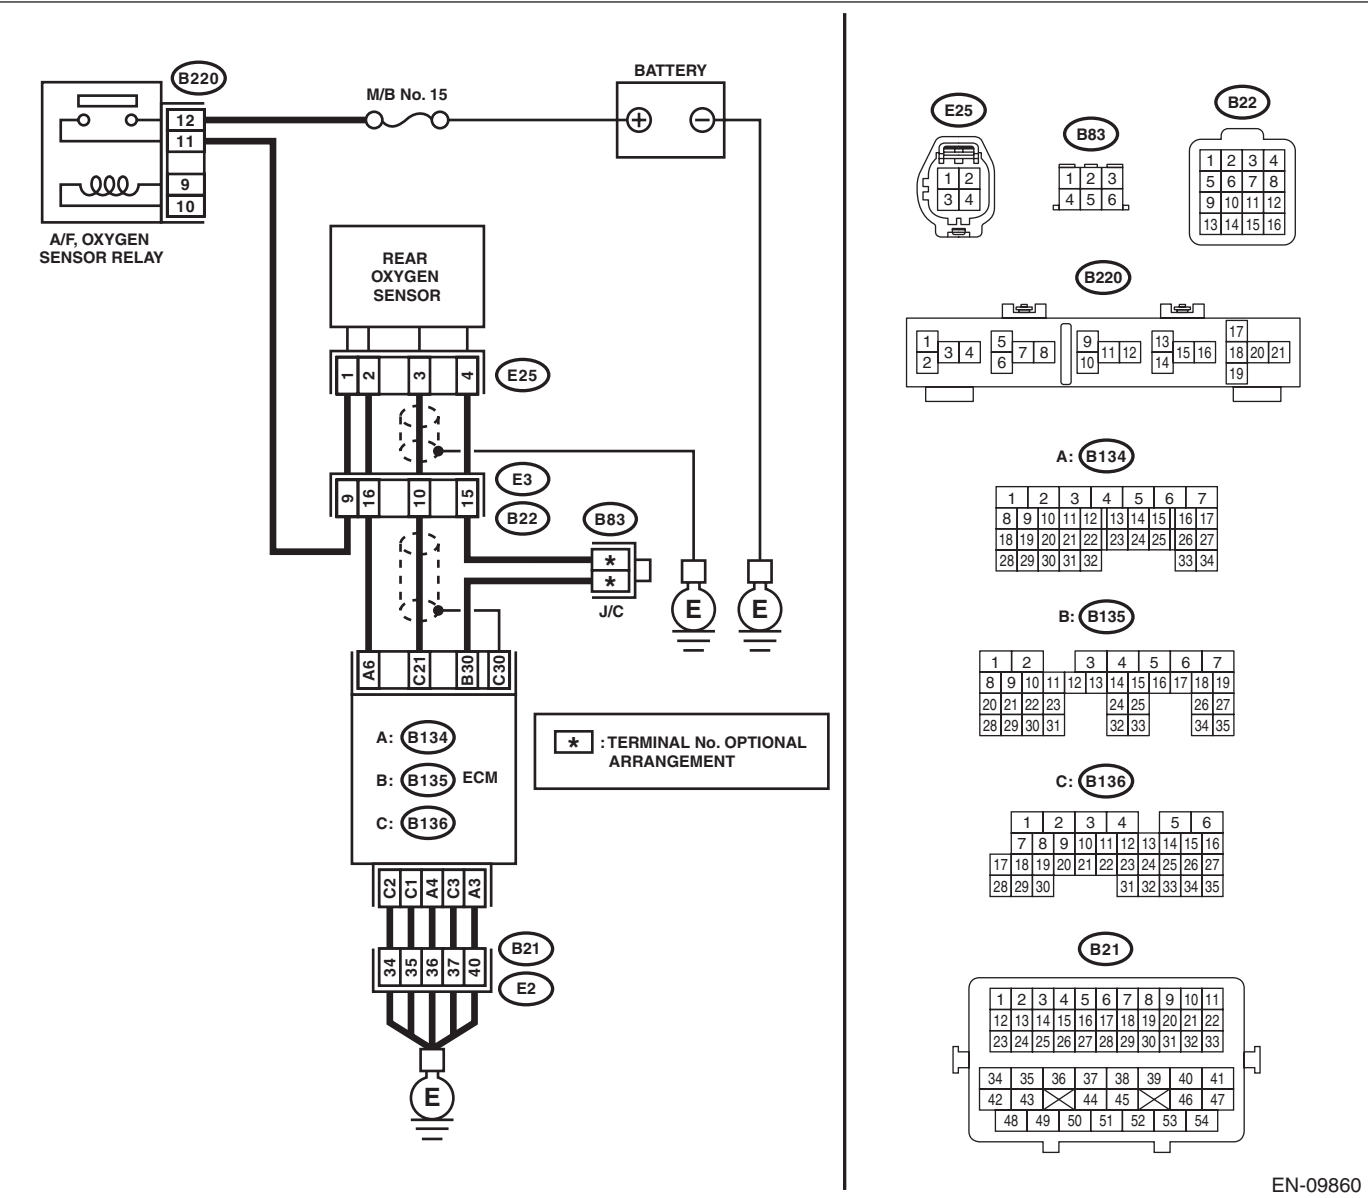 B220
12
11
9
10
A/F, OXYGEN
SENSOR RELAY
M/B No. 15
BATTERY
REAR
OXYGEN
SENSOR
1 2 3 4
E25
9 16 10 15
E3
B22
B83
*
*
J/C
E
E
A6 C21 B30 C30
A: B134
B: B135 ECM
C: B136
* : TERMINAL No. OPTIONAL
ARRANGEMENT
C2 C1 A4 C3 A3
34 35 36 37 40
B21
E2
E
E25
1 2
3 4
B83
1 2 3
4 5 6
B22
1 2 3 4
5 6 7 8
9 10 11 12
13 14 15 16
B220
1 5 9 13 17
3 4 7 8 11 12 15 16 18 20 21
2 6 10 14 19
A: B134
1 2 3 4 5 6 7
8 9 10 11 12 13 14 15 16 17
18 19 20 21 22 23 24 25 26 27
28 29 30 31 32 33 34
B: B135
1 2 3 4 5 6 7
8 9 10 11 12 13 14 15 16 17 18 19
20 21 22 23 24 25 26 27
28 29 30 31 32 33 34 35
C: B136
1 2 3 4 5 6
7 8 9 10 11 12 13 14 15 16
17 18 19 20 21 22 23 24 25 26 27
28 29 30 31 32 33 34 35
B21
1 2 3 4 5 6 7 8 9 10 11
12 13 14 15 16 17 18 19 20 21 22
23 24 25 26 27 28 29 30 31 32 33
34 35 36 37 38 39 40 41
42 43 44 45 46 47
48 49 50 51 52 53 54
EN-09860